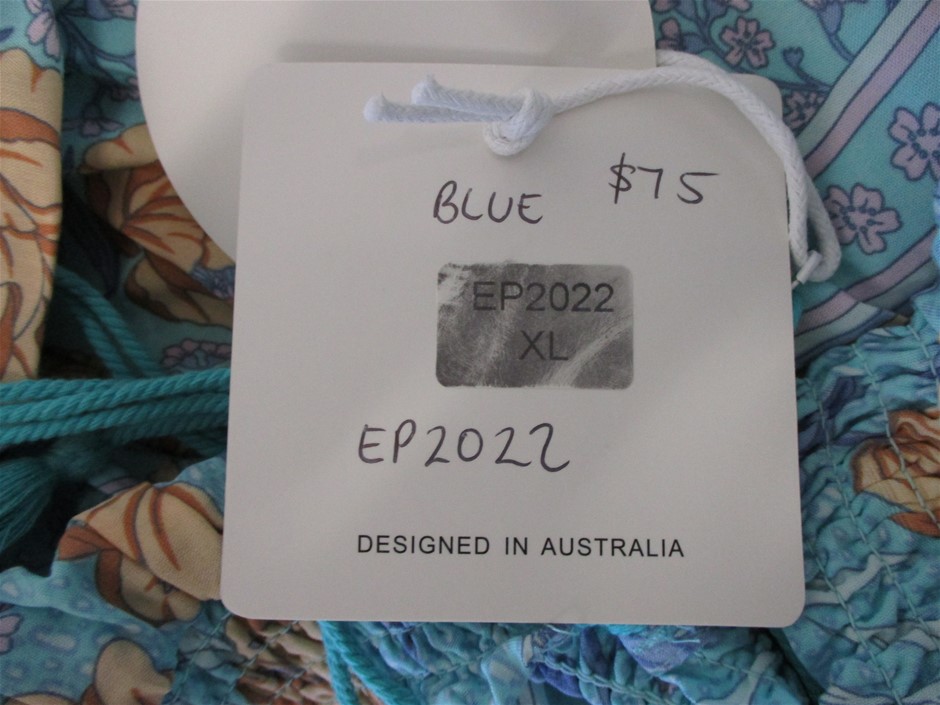 BLUE $75
EP2022
XL
EP2022
DESIGNED IN AUSTRALIA